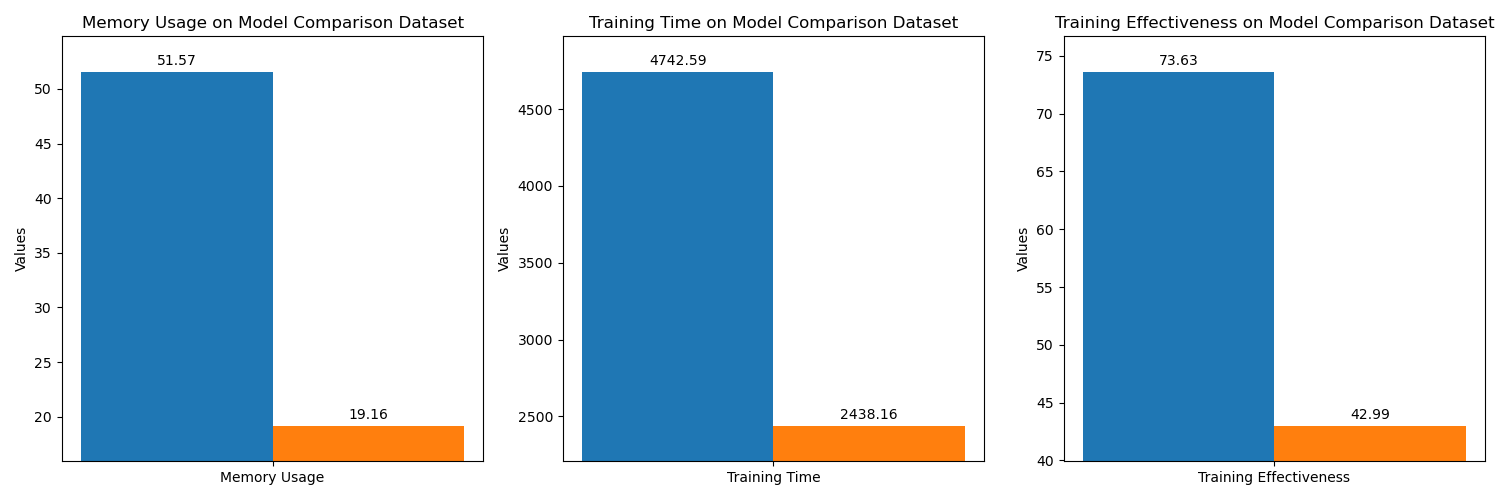 Memory Usage on Model Comparison Dataset
51.57
19.16
50
45
40
35
30
25
20
Values
Memory Usage
Training Time on Model Comparison Dataset
4742.59
2438.16
4500
4000
3500
3000
2500
Values
Training Time
Training Effectiveness on Model Comparison Dataset
73.63
42.99
75
70
65
60
55
50
45
40
Values
Training Effectiveness